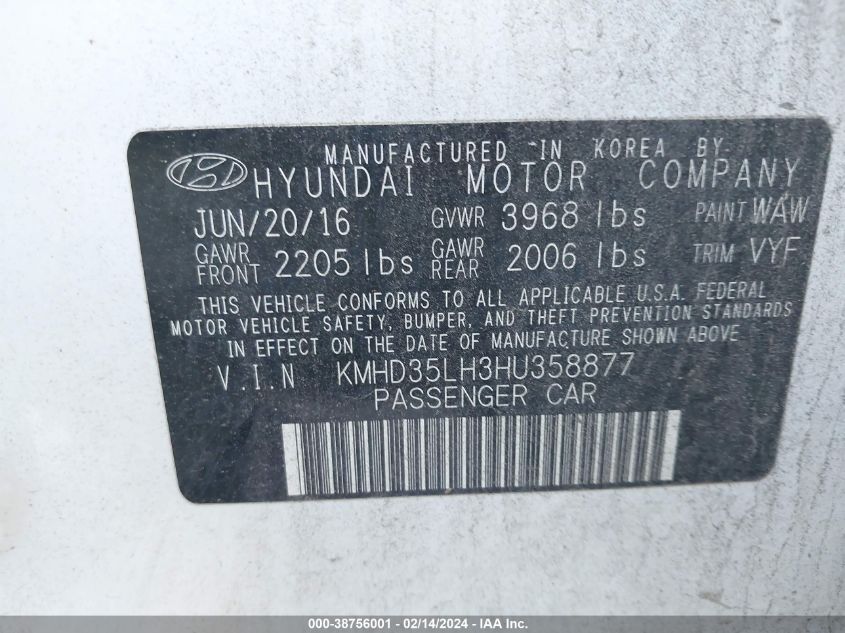 MANUFACTURED IN KOREA BY
HYUNDAI MOTOR COMPANY
JUN/20/16 GVWR 3968 lbs PAINT WAW
GAWR FRONT 2205 lbs GAWR REAR 2006 lbs TRIM VYF
THIS VEHICLE CONFORMS TO ALL APPLICABLE U.S.A. FEDERAL
MOTOR VEHICLE SAFETY, BUMPER, AND THEFT PREVENTION STANDARDS
IN EFFECT ON THE DATE OF MANUFACTURE SHOWN ABOVE
V.I.N KMHD35LH3HU358877
PASSENGER CAR
000-38756001 - 02/14/2024 - IAA Inc.